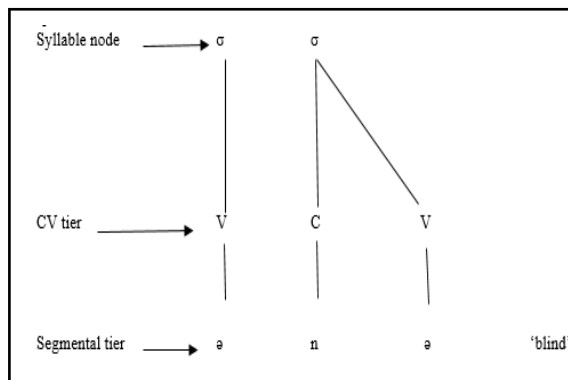 Syllable node σ σ
CV tier V C V
Segmental tier ə n ə ‘blind’